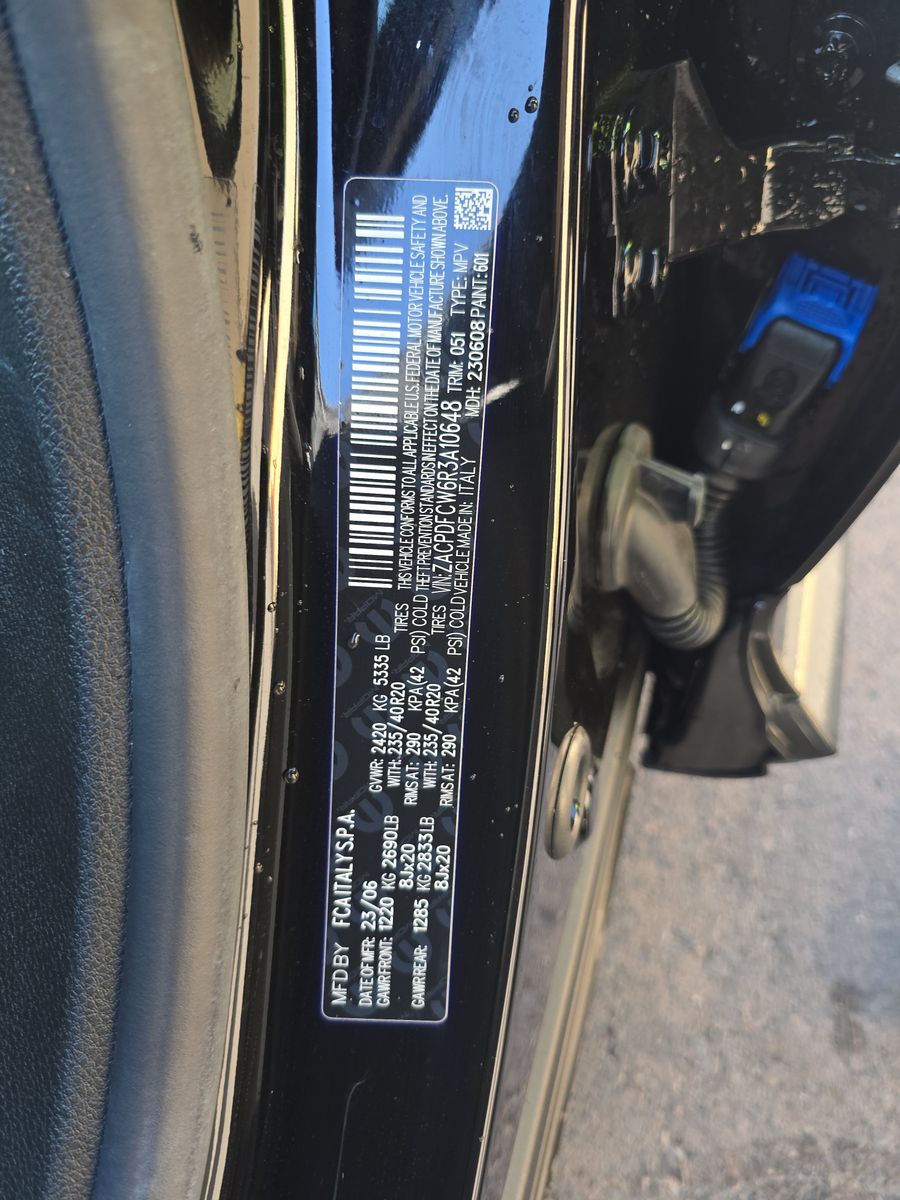 MFD BY FCA ITALY S.P.A.
DATE OF MFR: 23/06 GVWR: 2420 KG 5335 LB
GAWR FRONT: 1220 KG 2690 LB WITH: 235/40R20 TIRES THIS VEHICLE CONFORMS TO ALL APPLICABLE U.S. FEDERAL MOTOR VEHICLE SAFETY AND
8Jx20 RIMS AT: 290 KPA (42 PSI) COLD THEFT PREVENTION STANDARDS IN EFFECT ON THE DATE OF MANUFACTURE SHOWN ABOVE.
GAWR REAR: 1285 KG 2833 LB WITH: 235/40R20 TIRES VIN: ZACPDFCW6R3A10648 TRIM: 051 TYPE: MPV
8Jx20 RIMS AT: 290 KPA (42 PSI) COLD VEHICLE MADE IN: ITALY MDH: 230608 PAINT: 601